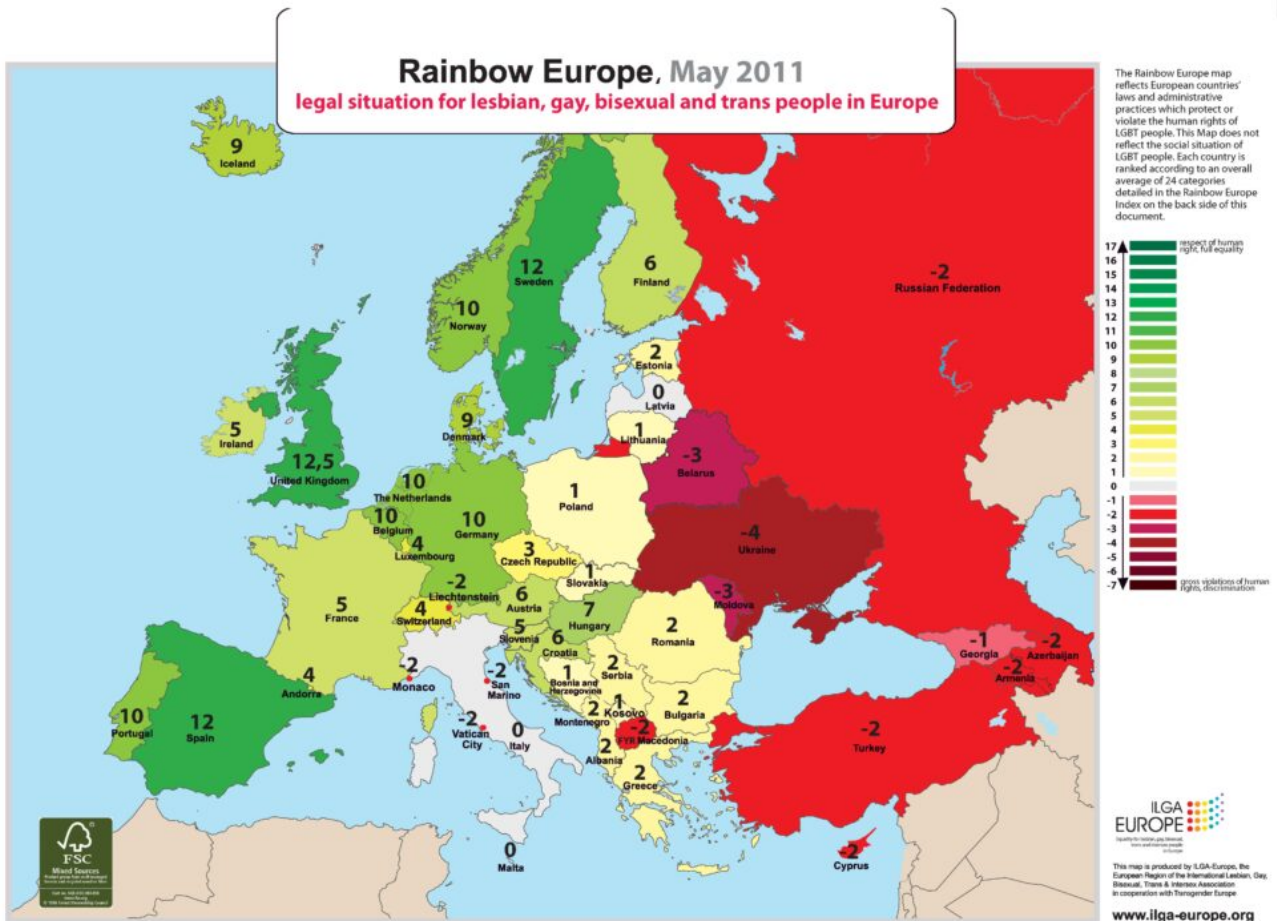 Rainbow Europe, May 2011
legal situation for lesbian, gay, bisexual and trans people in Europe
The Rainbow Europe map
reflects European countries'
laws and administrative
practices which protect or
violate the human rights of
LGBT people. This Map does not
reflect the social situation of
LGBT people. Each country is
ranked according to an overall
average of 24 categories
detailed in the Rainbow Europe
Index on the back side of this
document.
17
respect of human
right, full equality
16
15
14
13
12
11
10
9
8
7
6
5
4
3
2
1
0
-1
-2
-3
-4
-5
-6
-7
gross violations of human
rights, discrimination
9
Iceland
12
Sweden
6
Finland
-2
Russian Federation
10
Norway
2
Estonia
0
Latvia
1
Lithuania
9
Denmark
5
Ireland
12,5
United Kingdom
-3
Belarus
10
The Netherlands
10
Belgium
10
Germany
1
Poland
4
Luxembourg
3
Czech Republic
-4
Ukraine
1
Slovakia
-2
Liechtenstein
6
Austria
7
Hungary
-3
Moldova
5
France
4
Switzerland
5
Slovenia
6
Croatia
2
Romania
-1
Georgia
-2
Azerbaijan
-2
Armenia
4
Andorra
-2
Monaco
-2
San
Marino
1
Bosnia and
Herzegovina
2
Serbia
10
Portugal
12
Spain
-2
Vatican
City
0
Italy
2
Montenegro
1
Kosovo
2
Bulgaria
-2
FYR Macedonia
-2
Turkey
2
Albania
2
Greece
0
Malta
-2
Cyprus
FSC
Mixed Sources
ILGA
EUROPE
This map is produced by ILGA-Europe, the
European Region of the International Lesbian, Gay,
Bisexual, Trans & Intersex Association
in cooperation with Transgender Europe
www.ilga-europe.org